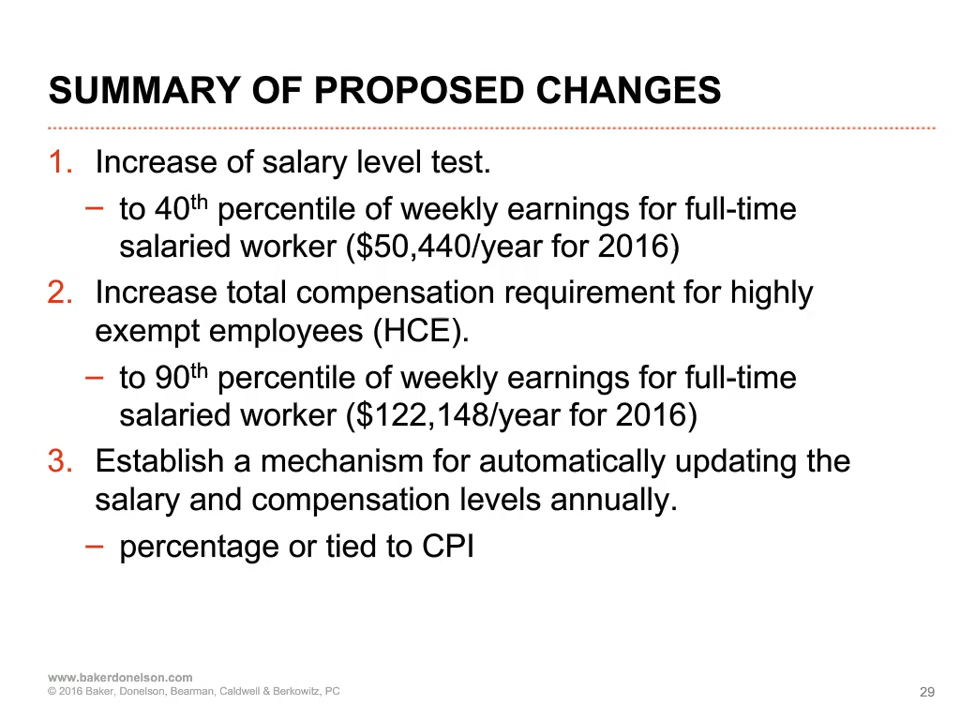 SUMMARY OF PROPOSED CHANGES
1. Increase of salary level test.
– to 40th percentile of weekly earnings for full-time
salaried worker ($50,440/year for 2016)
2. Increase total compensation requirement for highly
exempt employees (HCE).
– to 90th percentile of weekly earnings for full-time
salaried worker ($122,148/year for 2016)
3. Establish a mechanism for automatically updating the
salary and compensation levels annually.
– percentage or tied to CPI
www.bakerdonelson.com
© 2016 Baker, Donelson, Bearman, Caldwell & Berkowitz, PC
29